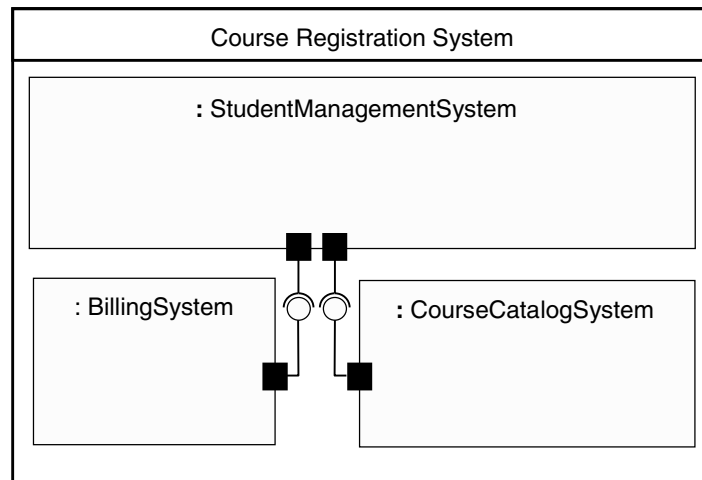 Course Registration System
: StudentManagementSystem
: BillingSystem
: CourseCatalogSystem